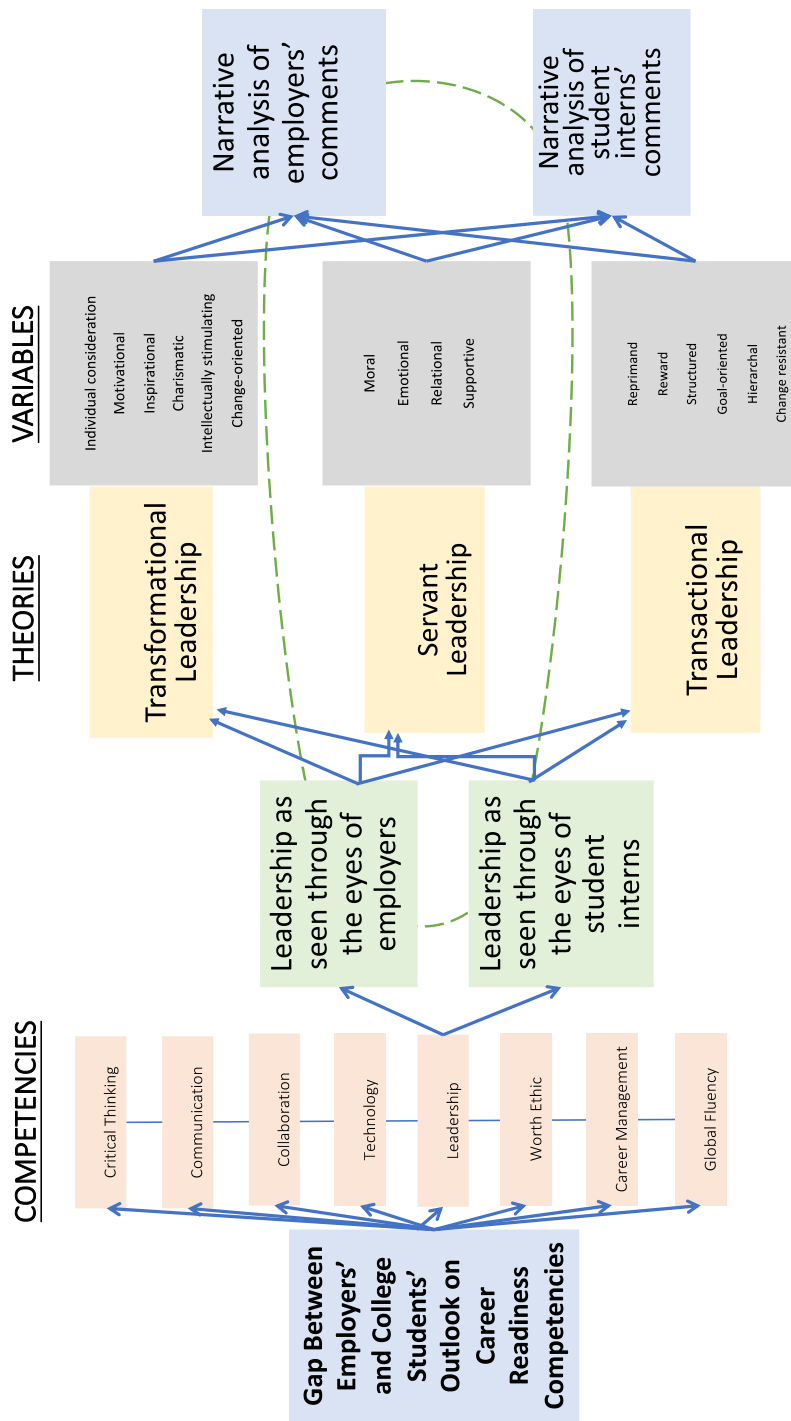 COMPETENCIES
THEORIES
VARIABLES
Gap Between
Employers’
and College
Students’
Outlook on
Career
Readiness
Competencies
Critical Thinking
Communication
Collaboration
Technology
Leadership
Worth Ethic
Career Management
Global Fluency
Leadership as
seen through
the eyes of
employers
Leadership as
seen through
the eyes of
student
interns
Transformational
Leadership
Servant
Leadership
Transactional
Leadership
Individual consideration
Motivational
Inspirational
Charismatic
Intellectually stimulating
Change-oriented
Moral
Emotional
Relational
Supportive
Reprimand
Reward
Structured
Goal-oriented
Hierarchal
Change resistant
Narrative
analysis of
employers’
comments
Narrative
analysis of
student
interns’
comments